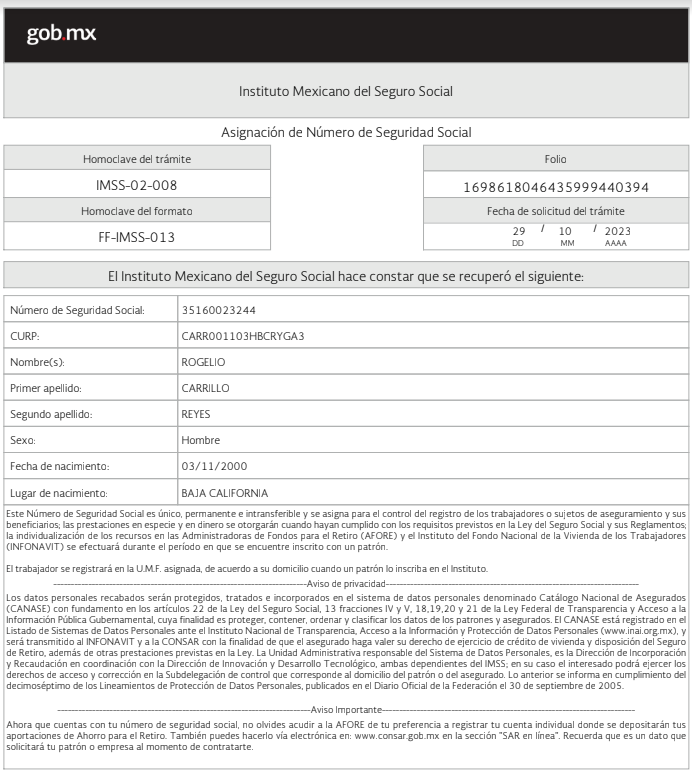 gob.mx
Instituto Mexicano del Seguro Social
Asignación de Número de Seguridad Social
Homoclave del trámite
IMSS-02-008
Homoclave del formato
FF-IMSS-013
Folio
1698618046435999440394
Fecha de solicitud del trámite
29 / 10 / 2023
DD MM AAAA
El Instituto Mexicano del Seguro Social hace constar que se recuperó el siguiente:
Número de Seguridad Social: 35160023244
CURP: CARR001103HBCRYGA3
Nombre(s): ROGELIO
Primer apellido: CARRILLO
Segundo apellido: REYES
Sexo: Hombre
Fecha de nacimiento: 03/11/2000
Lugar de nacimiento: BAJA CALIFORNIA
Este Número de Seguridad Social es único, permanente e intransferible y se asigna para el control del registro de los trabajadores o sujetos de aseguramiento y sus
beneficiarios; las prestaciones en especie y en dinero se otorgarán cuando hayan cumplido con los requisitos previstos en la Ley del Seguro Social y sus Reglamentos;
la individualización de los recursos en las Administradoras de Fondos para el Retiro (AFORE) y el Instituto del Fondo Nacional de la Vivienda de los Trabajadores
(INFONAVIT) se efectuará durante el período en que se encuentre inscrito con un patrón.
El trabajador se registrará en la U.M.F. asignada, de acuerdo a su domicilio cuando un patrón lo inscriba en el Instituto.
------Aviso de privacidad------
Los datos personales recabados serán protegidos, tratados e incorporados en el sistema de datos personales denominado Catálogo Nacional de Asegurados
(CANASE) con fundamento en los artículos 22 de la Ley del Seguro Social, 13 fracciones IV y V, 18,19,20 y 21 de la Ley Federal de Transparencia y Acceso a la
Información Pública Gubernamental, cuya finalidad es proteger, contener, ordenar y clasificar los datos de los patrones y asegurados. El CANASE está registrado en el
Listado de Sistemas de Datos Personales ante el Instituto Nacional de Transparencia, Acceso a la Información y Protección de Datos Personales (www.inai.org.mx), y
será transmitido al INFONAVIT y a la CONSAR con la finalidad de que el asegurado haga valer su derecho de ejercicio de crédito de vivienda y disposición del Seguro
de Retiro, además de otras prestaciones previstas en la Ley. La Unidad Administrativa responsable del Sistema de Datos Personales, es la Dirección de Incorporación
y Recaudación en coordinación con la Dirección de Innovación y Desarrollo Tecnológico, ambas dependientes del IMSS; en su caso el interesado podrá ejercer los
derechos de acceso y corrección en la Subdelegación de control que corresponde al domicilio del patrón o del asegurado. Lo anterior se informa en cumplimiento del
decimoséptimo de los Lineamientos de Protección de Datos Personales, publicados en el Diario Oficial de la Federación el 30 de septiembre de 2005.
------Aviso Importante------
Ahora que cuentas con tu número de seguridad social, no olvides acudir a la AFORE de tu preferencia a registrar tu cuenta individual donde se depositarán tus
aportaciones de Ahorro para el Retiro. También puedes hacerlo vía electrónica en: www.consar.gob.mx en la sección "SAR en línea". Recuerda que es un dato que
solicitará tu patrón o empresa al momento de contratarte.